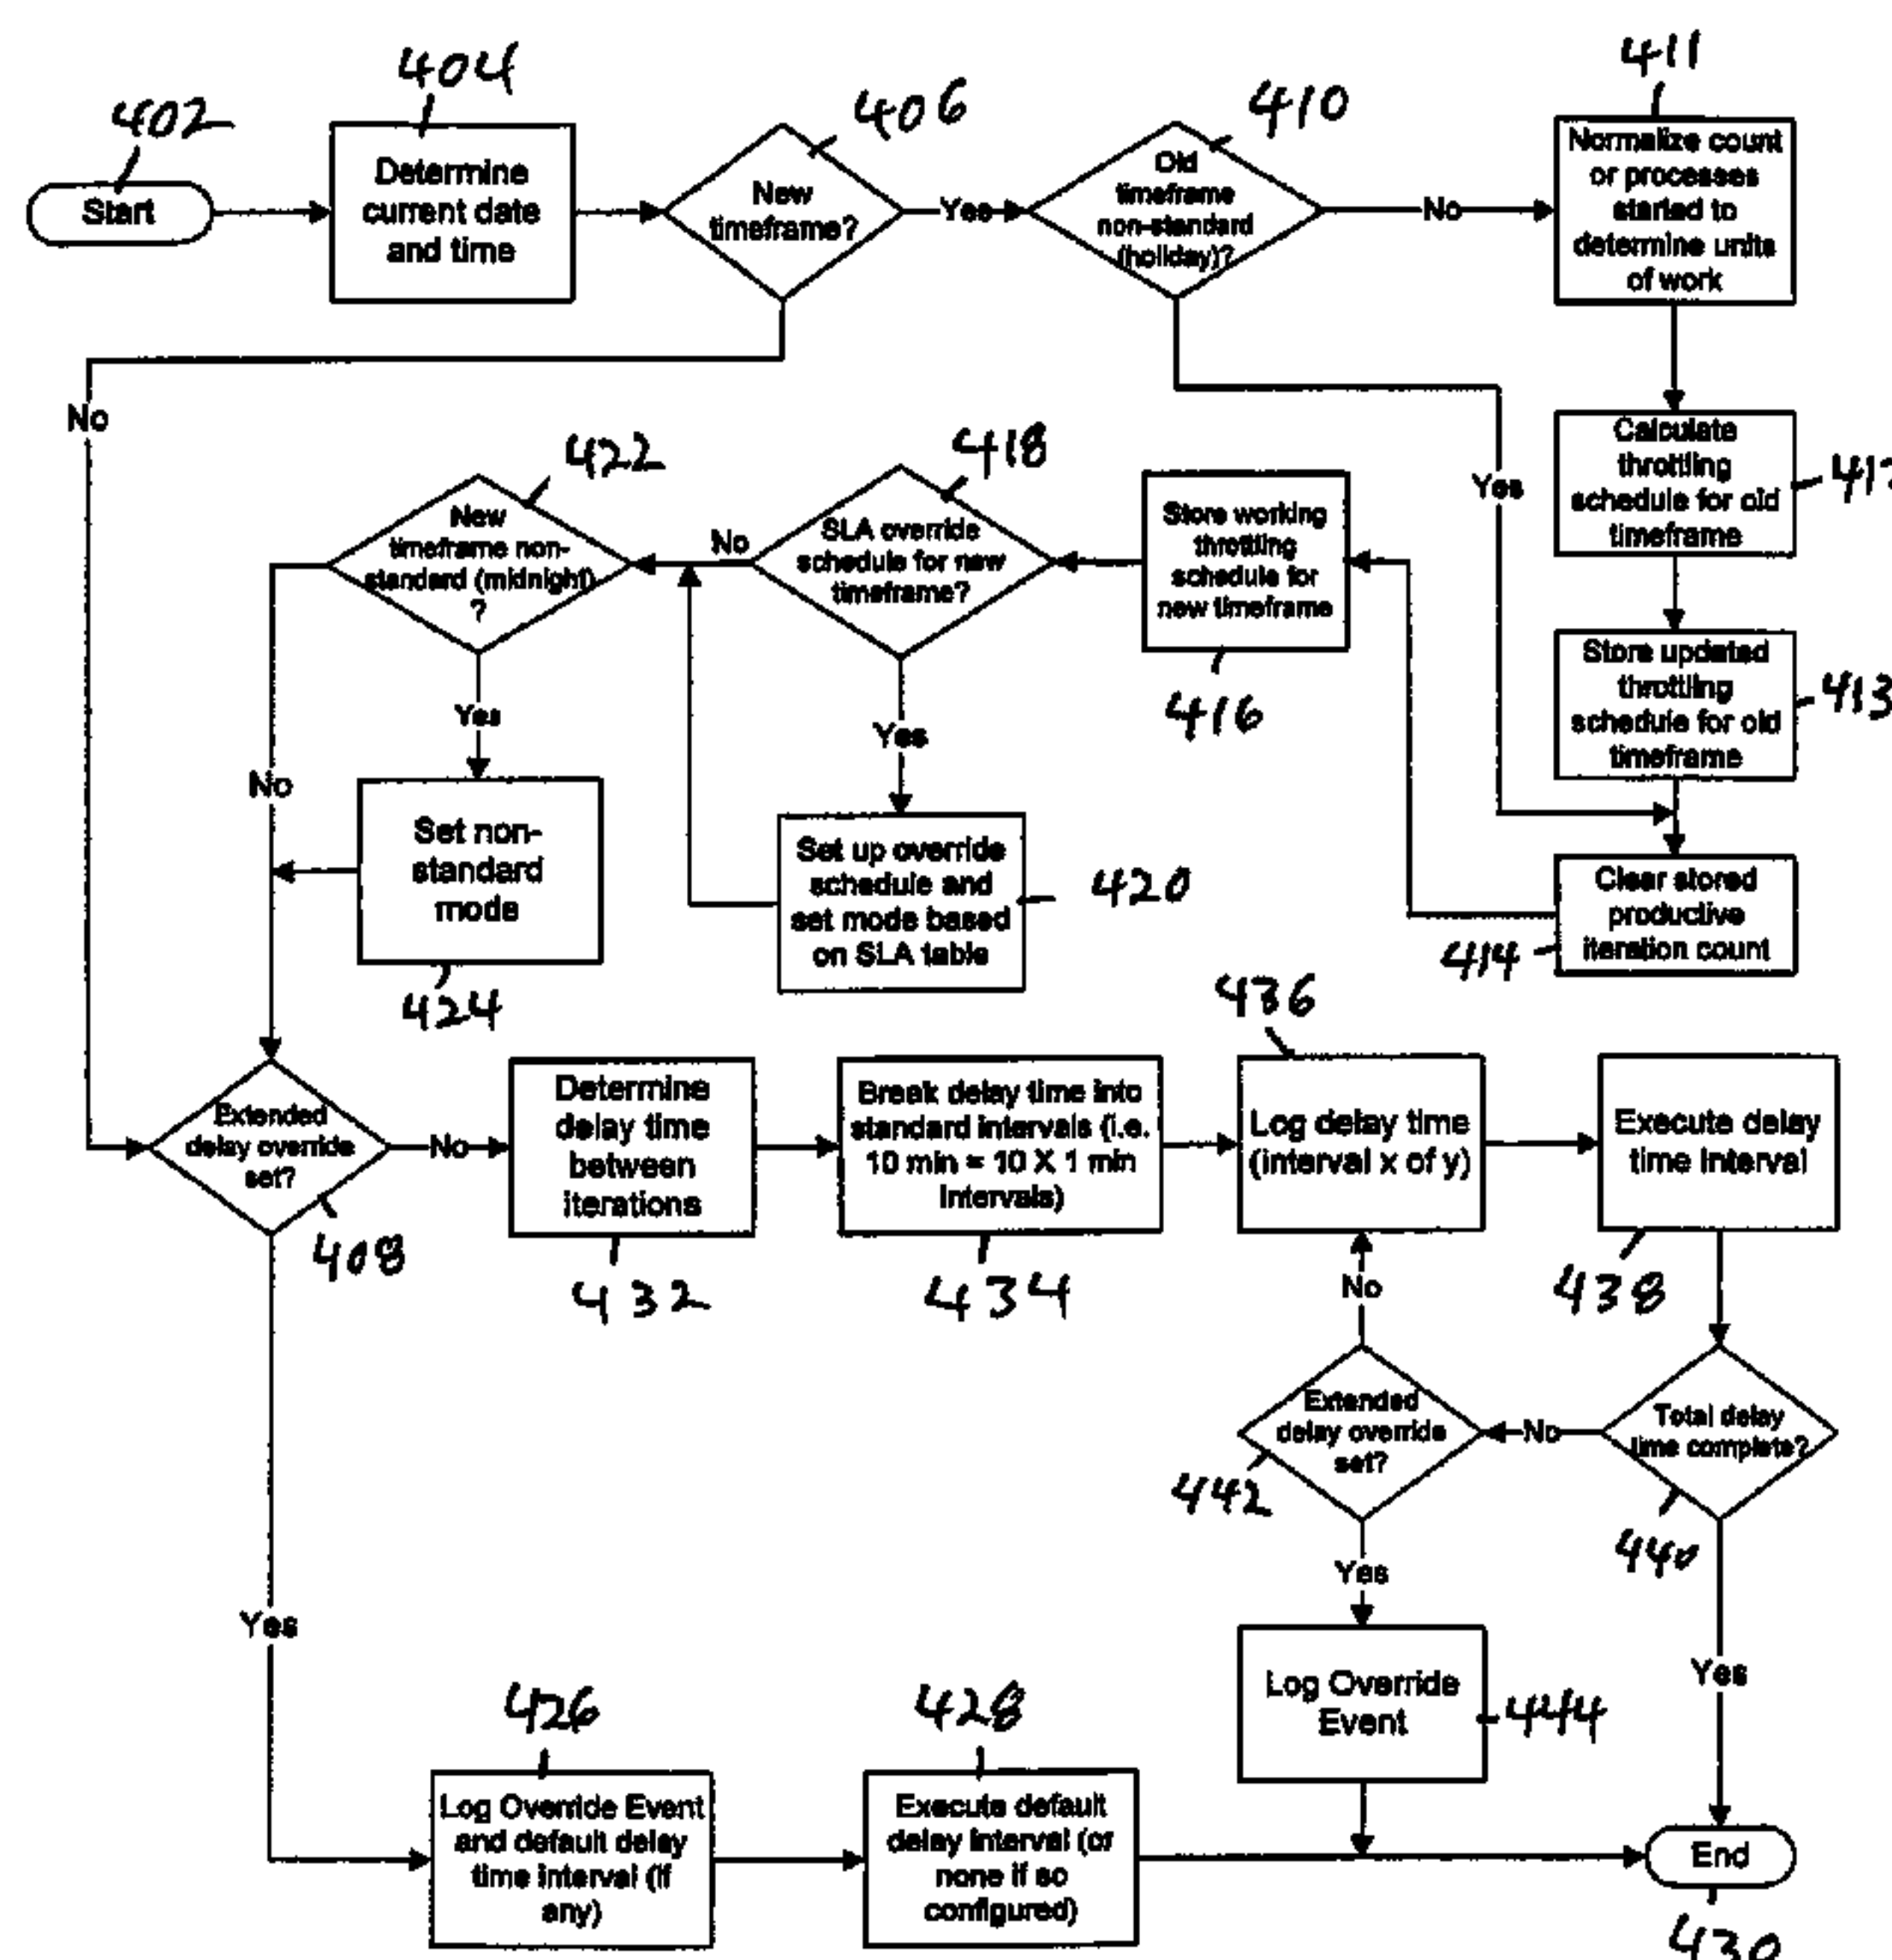 402
Start
404
Determine
current date
and time
406
New
timeframe?
Yes
No
410
Old
timeframe
non-standard
(holiday)?
No
Yes
411
Normalize count
or processes
started to
determine units
of work
Calculate
throttling
schedule for old
timeframe
Store updated
throttling
schedule for old
timeframe
413
Clear stored
productive
iteration count
414
Store working
throttling
schedule for
new timeframe
416
418
SLA override
schedule for new
timeframe?
No
Yes
Set up override
schedule and
set mode based
on SLA table
420
422
New
timeframe non-
standard (midnight)
?
No
Yes
Set non-
standard
mode
424
Extended
delay override
set?
408
No
Yes
Determine
delay time
between
iterations
432
Break delay time into
standard intervals (i.e.
10 min = 10 X 1 min
Intervals)
434
436
Log delay time
(interval x of y)
Execute delay
time Interval
438
Total delay
time complete?
440
No
Yes
Extended
delay override
set?
442
No
Yes
Log Override
Event
444
426
Log Override Event
and default delay
time interval (if
any)
428
Execute default
delay interval (or
none if so
configured)
End
430